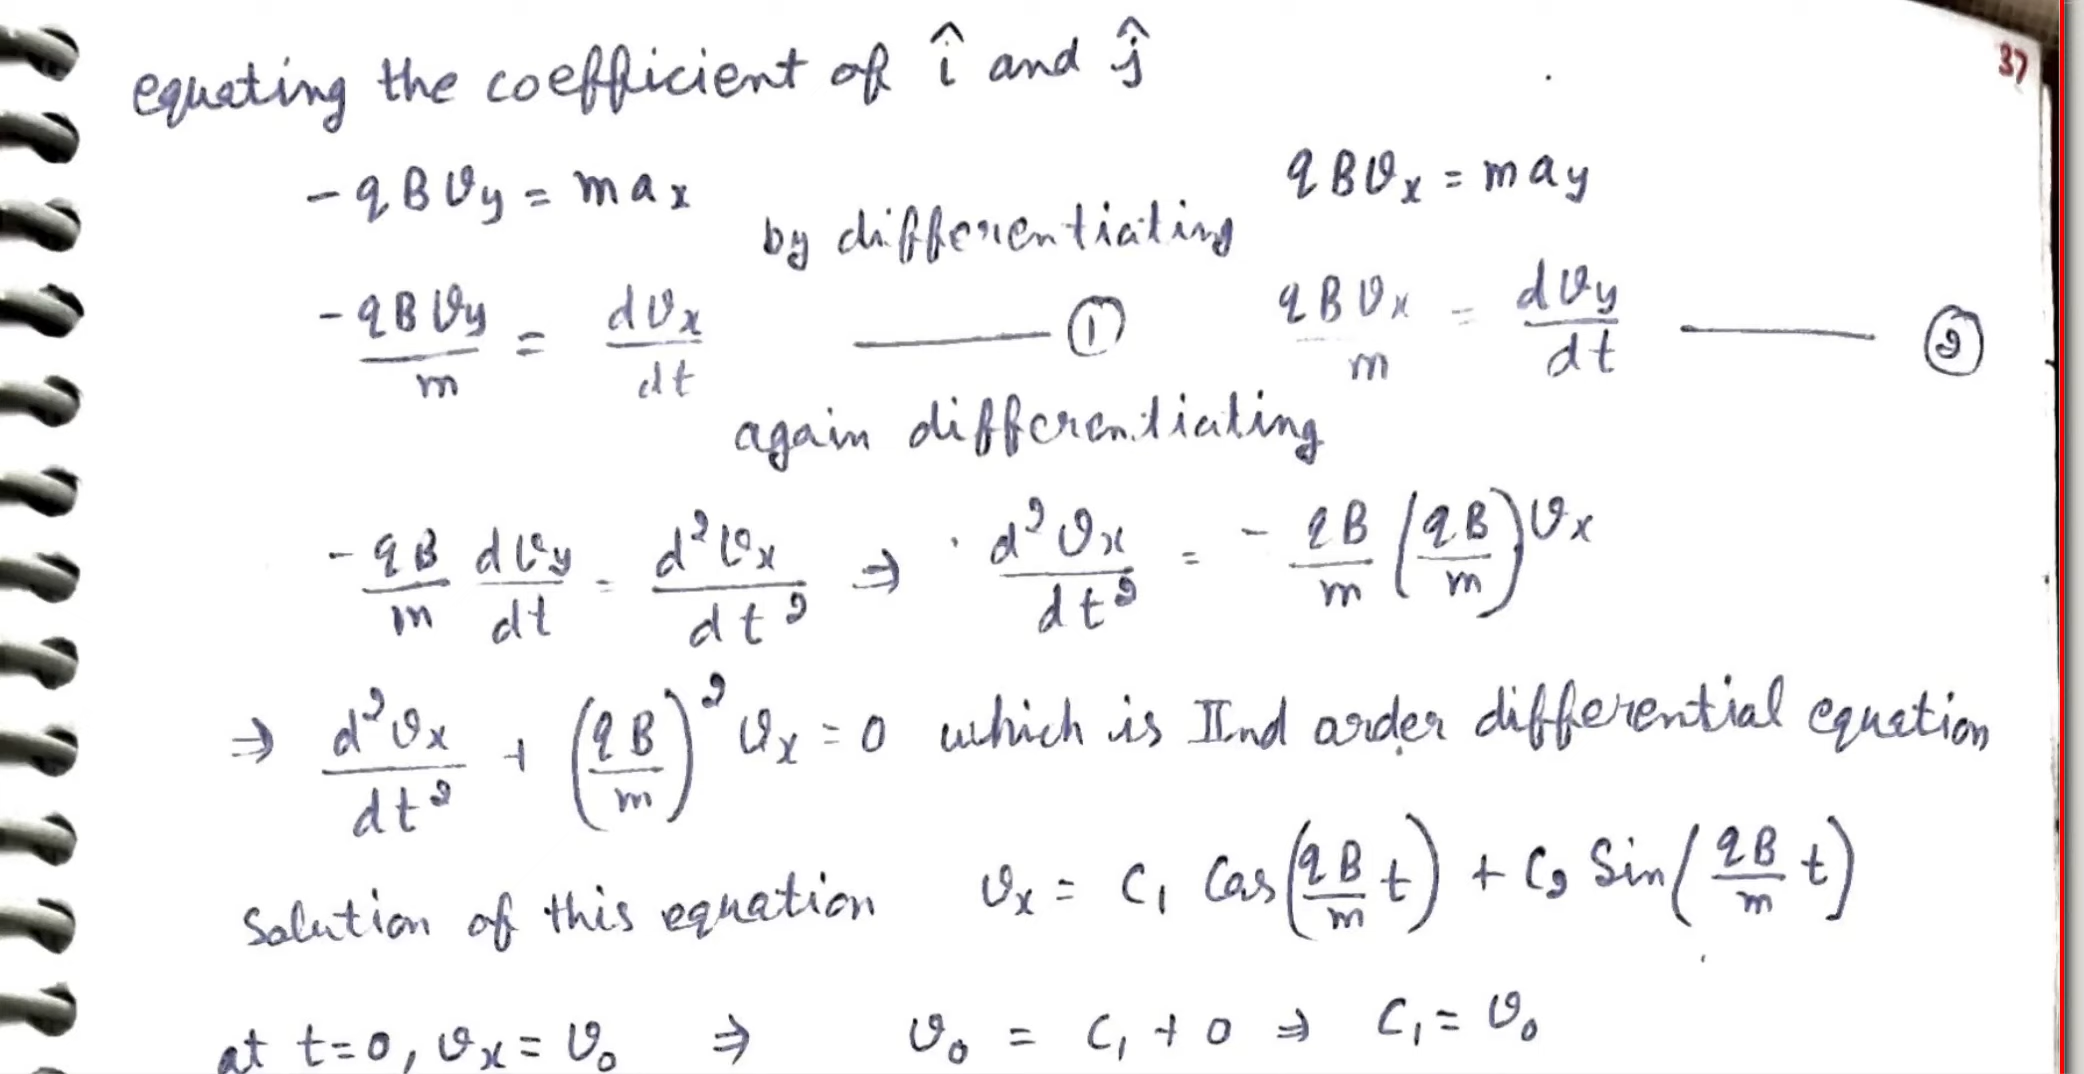 37
equating the coefficient of î and ĵ
-qBvy = max qBvx = may
by differentiating
-qBvy/m = dvx/dt —— ① qBvx/m = dvy/dt —— ②
again differentiating
-qB/m dvy/dt = d²vx/dt² ⇒ d²vx/dt² = -qB/m (qB/m)vx
⇒ d²vx/dt² + (qB/m)² vx = 0 which is IInd order differential equation
Solution of this equation vx = C₁ Cos(qB/m t) + C₂ Sin(qB/m t)
at t=0, vx = v₀ ⇒ v₀ = C₁ + 0 ⇒ C₁ = v₀